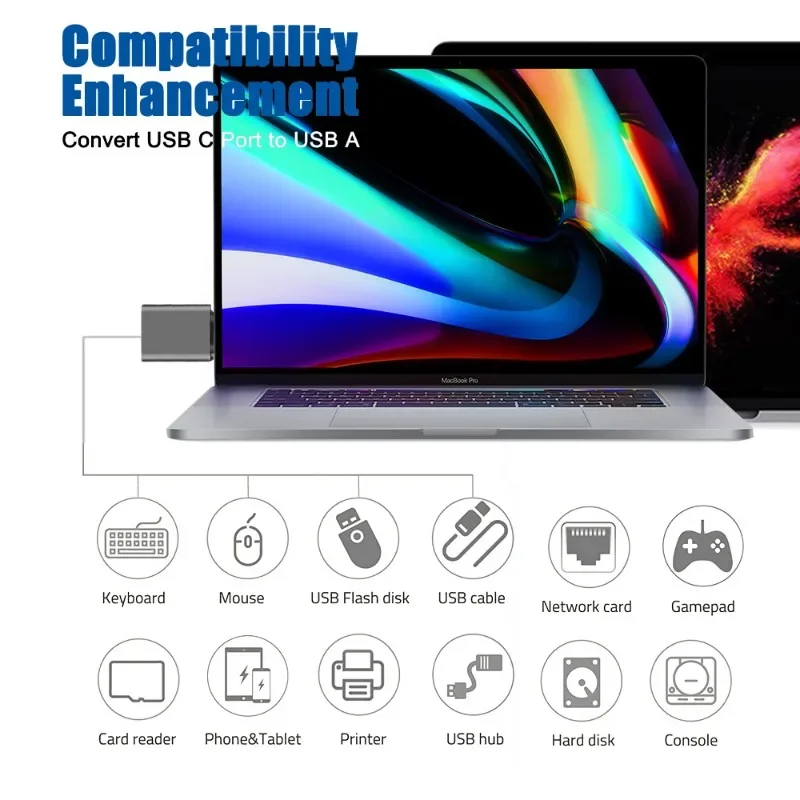 Compatibility
Enhancement
Convert USB C Port to USB A
MacBook Pro
Keyboard
Mouse
USB Flash disk
USB cable
Network card
Gamepad
Card reader
Phone&Tablet
Printer
USB hub
Hard disk
Console